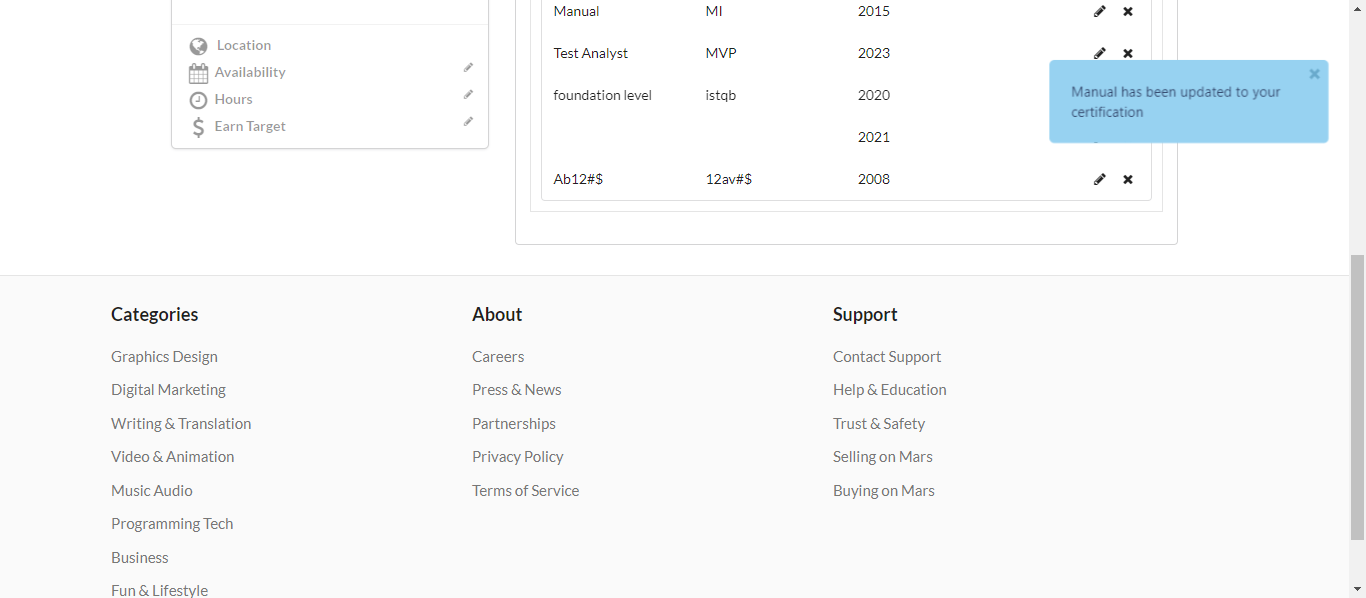 Manual MI 2015
Location
Test Analyst MVP 2023
Availability
Manual has been updated to your
certification
foundation level istqb 2020
Hours
Earn Target
2021
Ab12#$ 12av#$ 2008
Categories
Graphics Design
Digital Marketing
Writing & Translation
Video & Animation
Music Audio
Programming Tech
Business
Fun & Lifestyle
About
Careers
Press & News
Partnerships
Privacy Policy
Terms of Service
Support
Contact Support
Help & Education
Trust & Safety
Selling on Mars
Buying on Mars